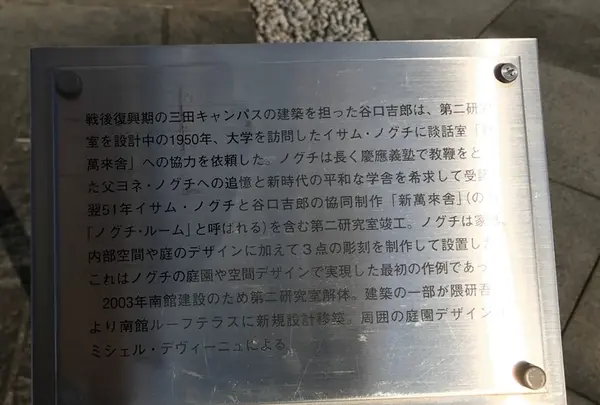 戦後復興期の三田キャンパスの建築を担った谷口吉郎は、第二研
室を設計中の1950年、大学を訪問したイサム・ノグチに談話室「
萬來舎」への協力を依頼した。ノグチは長く慶應義塾で教鞭をと
た父ヨネ・ノグチへの追憶と新時代の平和な学舎を希求して受
翌51年イサム・ノグチと谷口吉郎の協同制作「新萬來舎」(の
「ノグチ・ルーム」と呼ばれる)を含む第二研究室竣工。ノグチは家
内部空間や庭のデザインに加えて3点の彫刻を制作して設置し
これはノグチの庭園や空間デザインで実現した最初の作例であっ
2003年南館建設のため第二研究室解体。建築の一部が隈研吾
より南館ルーフテラスに新規設計移築。周囲の庭園デザイン
ミシェル・デヴィーニュによる